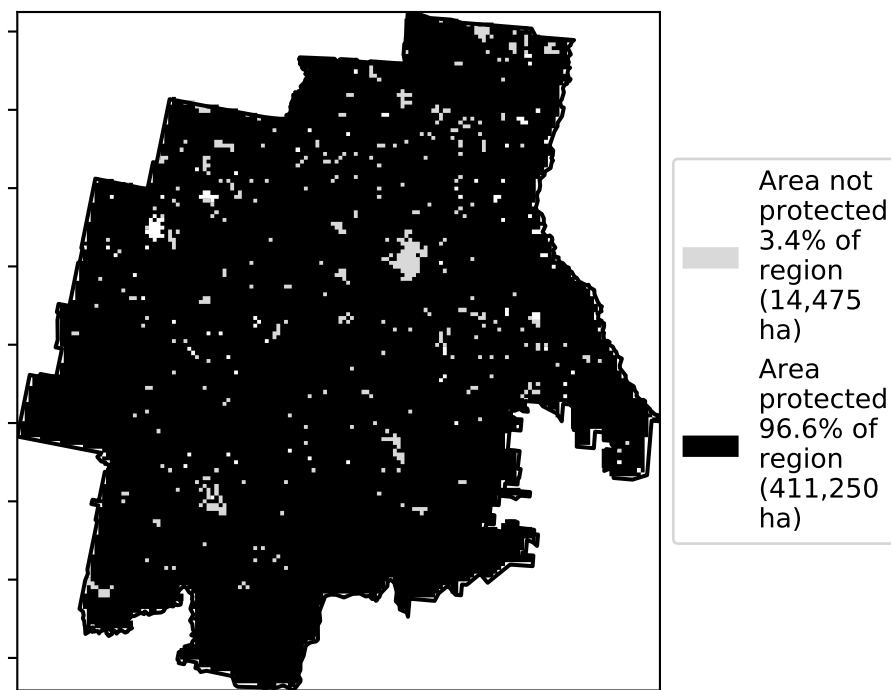 Area not
protected
3.4% of
region
(14,475
ha)
Area
protected
96.6% of
region
(411,250
ha)